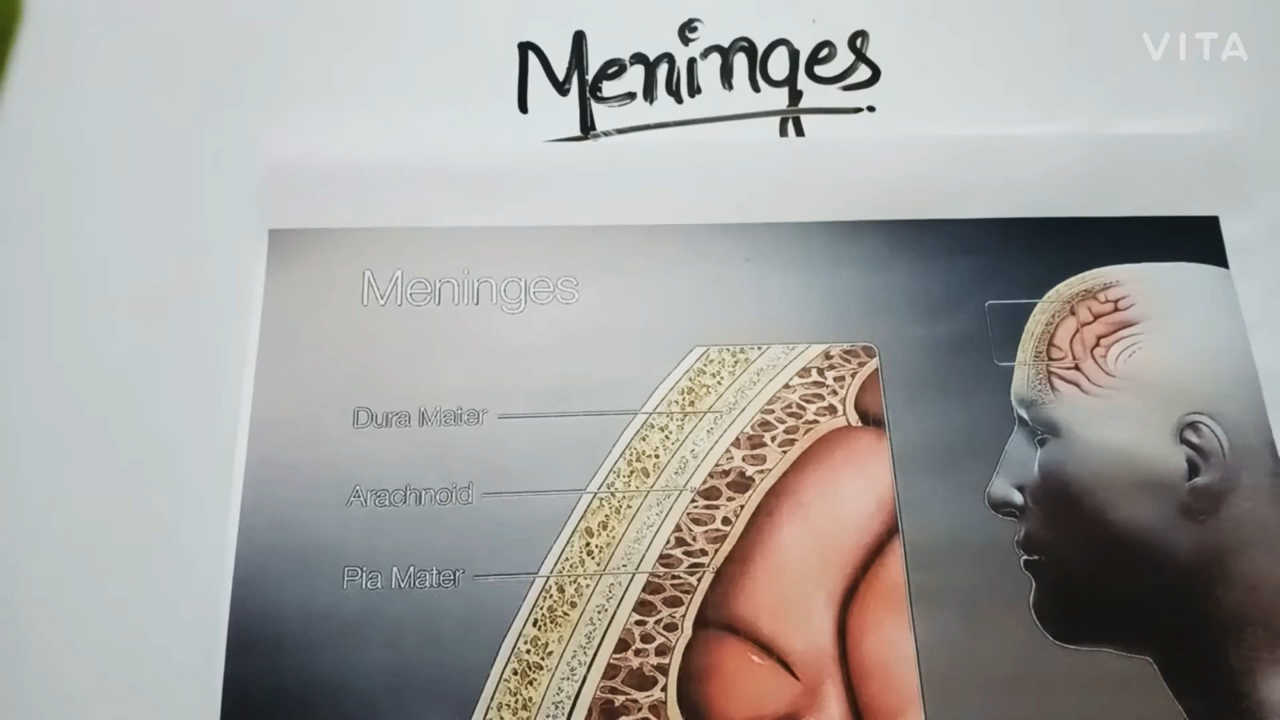 Meninges
VITA
Meninges
Dura Mater
Arachnoid
Pia Mater